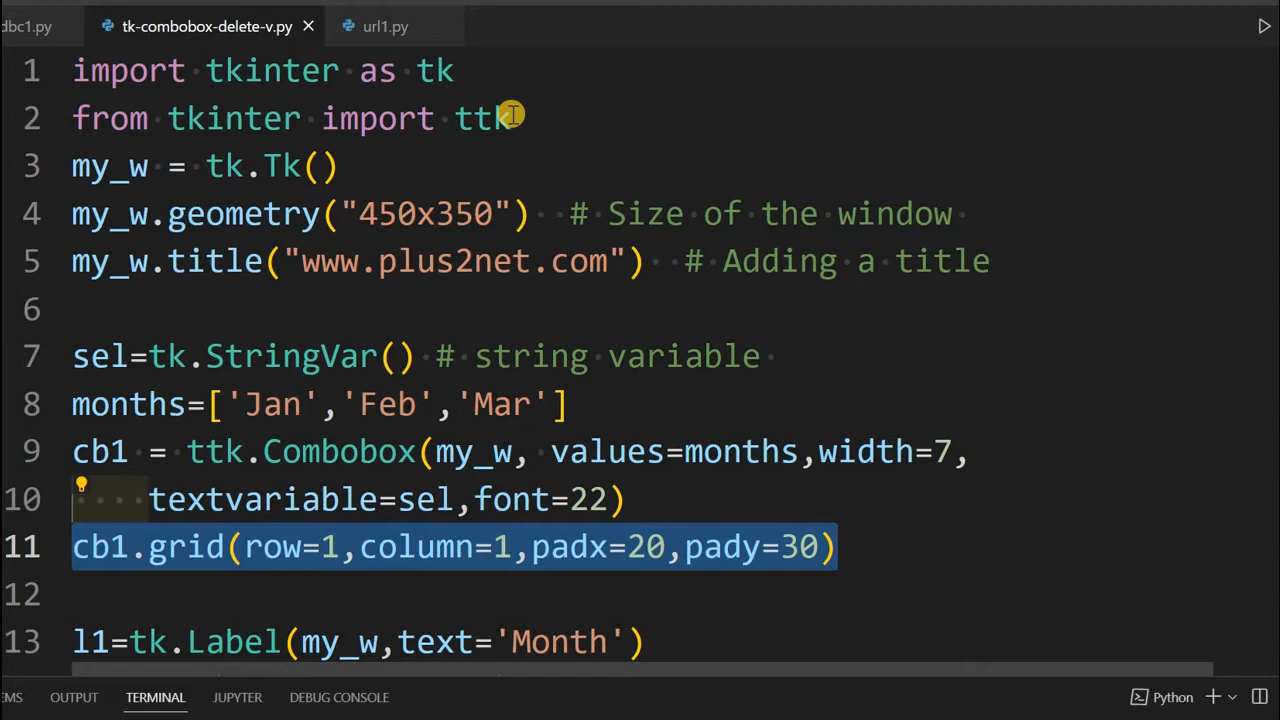 dbc1.py tk-combobox-delete-v.py × url1.py
1 import tkinter as tk
2 from tkinter import ttk
3 my_w = tk.Tk()
4 my_w.geometry("450x350")  # Size of the window
5 my_w.title("www.plus2net.com")  # Adding a title
6
7 sel=tk.StringVar() # string variable
8 months=['Jan','Feb','Mar']
9 cb1 = ttk.Combobox(my_w, values=months,width=7,
10     textvariable=sel,font=22)
11 cb1.grid(row=1,column=1,padx=20,pady=30)
12
13 l1=tk.Label(my_w,text='Month')
EMS OUTPUT TERMINAL JUPYTER DEBUG CONSOLE Python